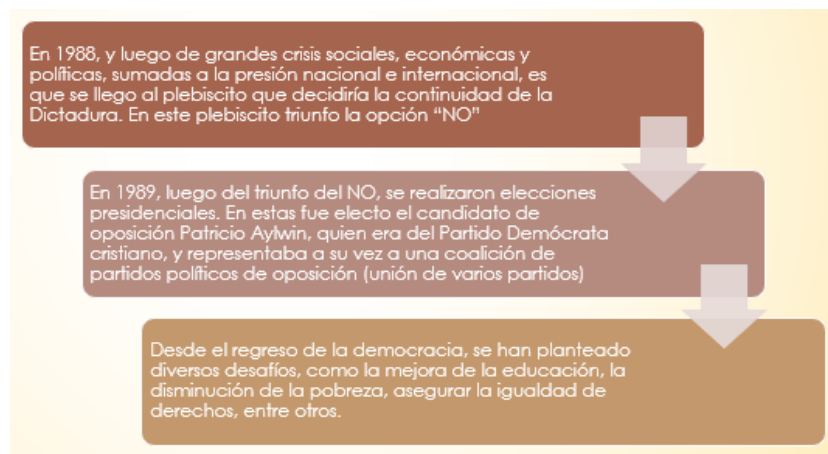 En 1988, y luego de grandes crisis sociales, económicas y
políticas, sumadas a la presión nacional e internacional, es
que se llego al plebiscito que decidiría la continuidad de la
Dictadura. En este plebiscito triunfo la opción “NO”
En 1989, luego del triunfo del NO, se realizaron elecciones
presidenciales. En estas fue electo el candidato de
oposición Patricio Aylwin, quien era del Partido Demócrata
cristiano, y representaba a su vez a una coalición de
partidos políticos de oposición (unión de varios partidos)
Desde el regreso de la democracia, se han planteado
diversos desafíos, como la mejora de la educación, la
disminución de la pobreza, asegurar la igualdad de
derechos, entre otros.